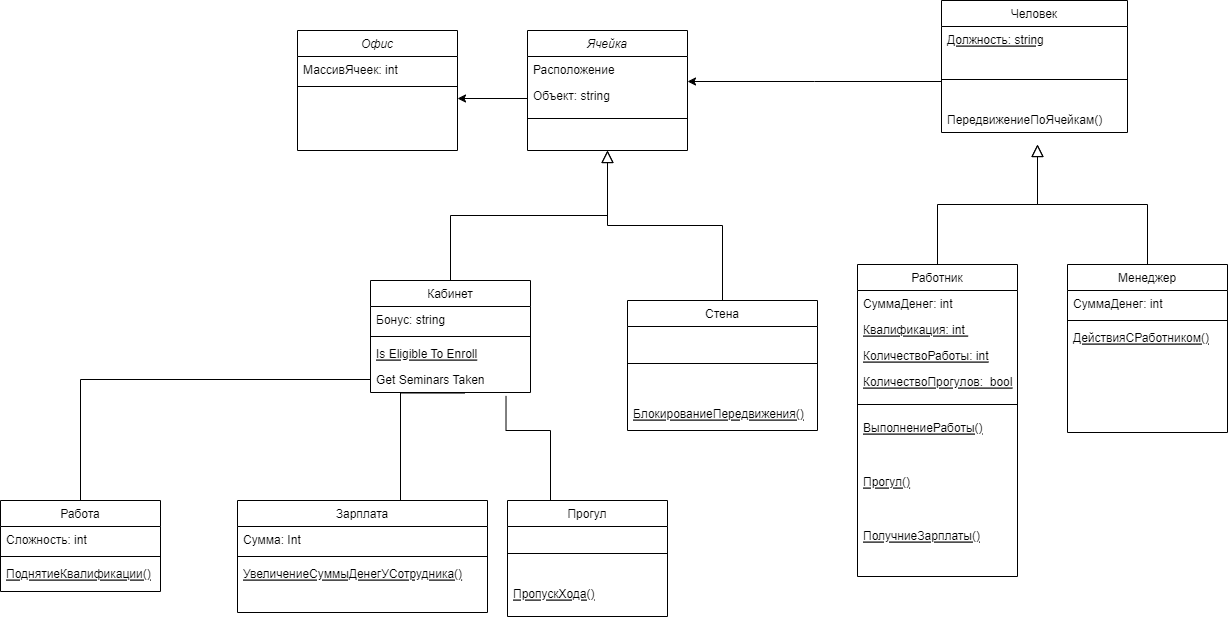 Офис
МассивЯчеек: int
Ячейка
Расположение
Объект: string
Человек
Должность: string
ПередвижениеПоЯчейкам()
Кабинет
Бонус: string
Is Eligible To Enroll
Get Seminars Taken
Стена
БлокированиеПередвижения()
Работник
СуммаДенег: int
Квалификация: int
КоличествоРаботы: int
КоличествоПрогулов: bool
ВыполнениеРаботы()
Прогул()
ПолучниеЗарплаты()
Менеджер
СуммаДенег: int
ДействияСРаботником()
Работа
Сложность: int
ПоднятиеКвалификации()
Зарплата
Сумма: Int
УвеличениеСуммыДенегУСотрудника()
Прогул
ПропускХода()